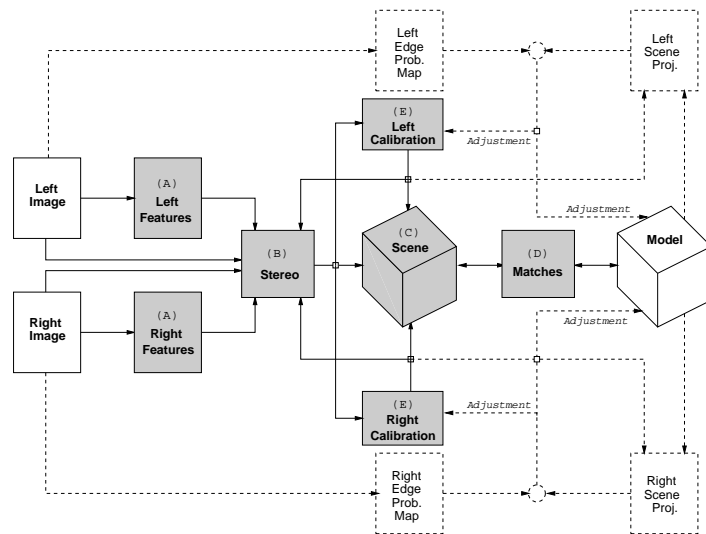 Left
Edge
Prob.
Map
Left
Scene
Proj.
(E)
Left
Calibration
Adjustment
Left
Image
(A)
Left
Features
Adjustment
(B)
Stereo
(C)
Scene
(D)
Matches
Model
Right
Image
(A)
Right
Features
Adjustment
(E)
Right
Calibration
Adjustment
Right
Edge
Prob.
Map
Right
Scene
Proj.